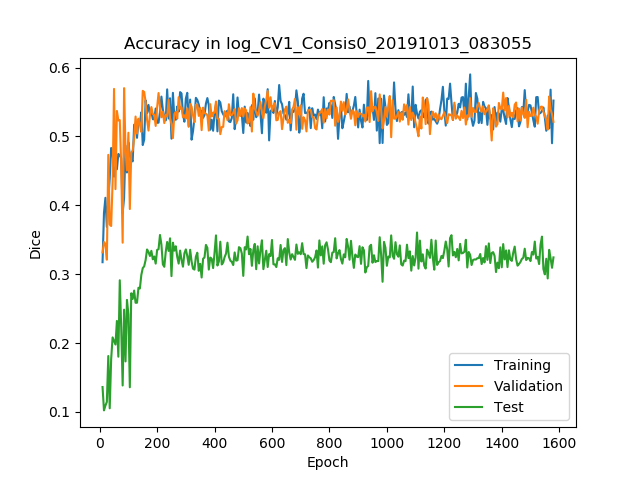 Accuracy in log_CV1_Consis0_20191013_083055
0.6
0.5
0.4
0.3
0.2
0.1
Dice
0 200 400 600 800 1000 1200 1400 1600
Epoch
Training
Validation
Test